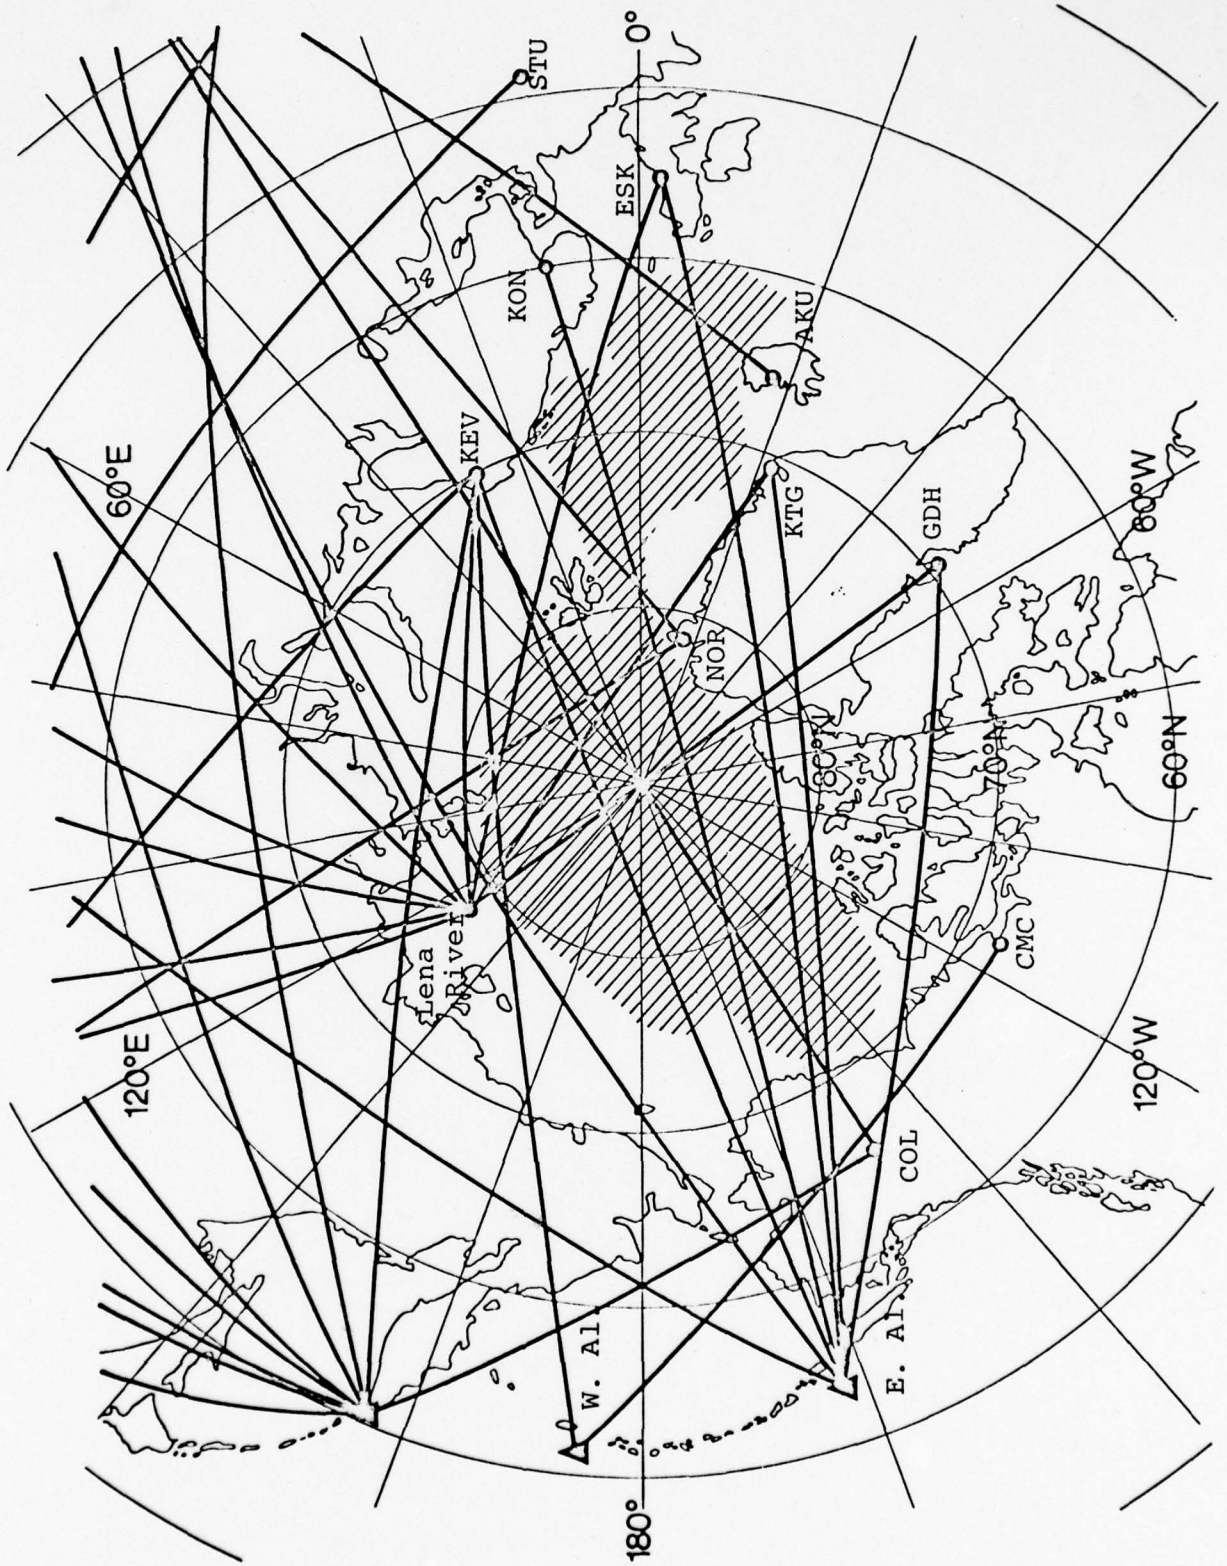 0°
STU
ESK
KON
AKU
KEV
60°E
KTG
GDH
60°W
NOR
80°N
70°N
60°N
Lena
River
CMC
120°E
120°W
COL
W. Al.
E. Al.
180°